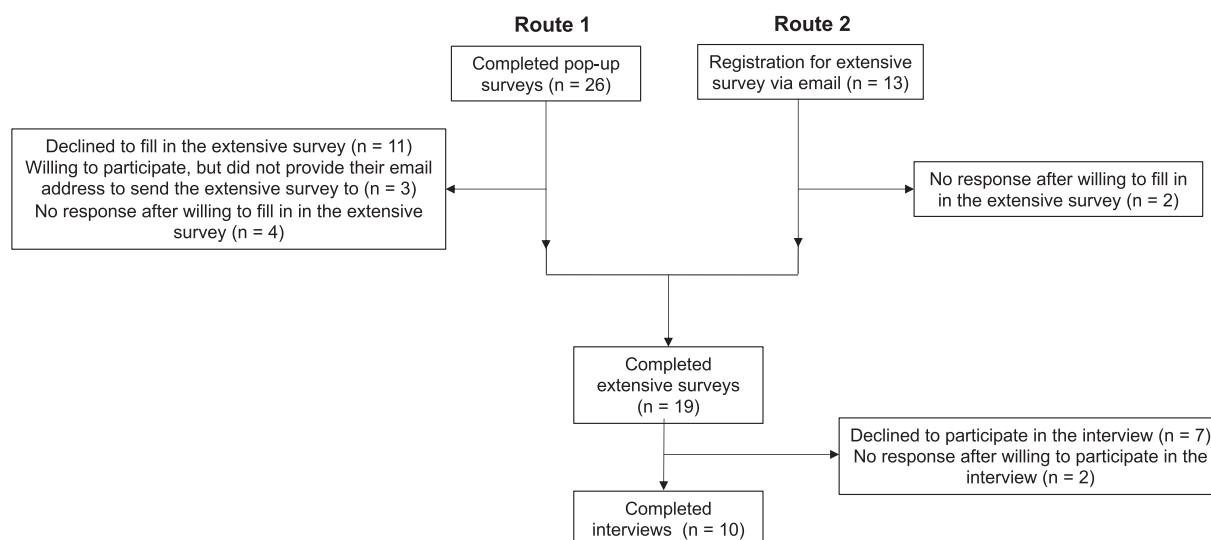 Route 1
Route 2
Completed pop-up
surveys (n = 26)
Registration for extensive
survey via email (n = 13)
Declined to fill in the extensive survey (n = 11)
Willing to participate, but did not provide their email
address to send the extensive survey to (n = 3)
No response after willing to fill in in the extensive
survey (n = 4)
No response after willing to fill in
in the extensive survey (n = 2)
Completed
extensive surveys
(n = 19)
Declined to participate in the interview (n = 7)
No response after willing to participate in the
interview (n = 2)
Completed
interviews (n = 10)